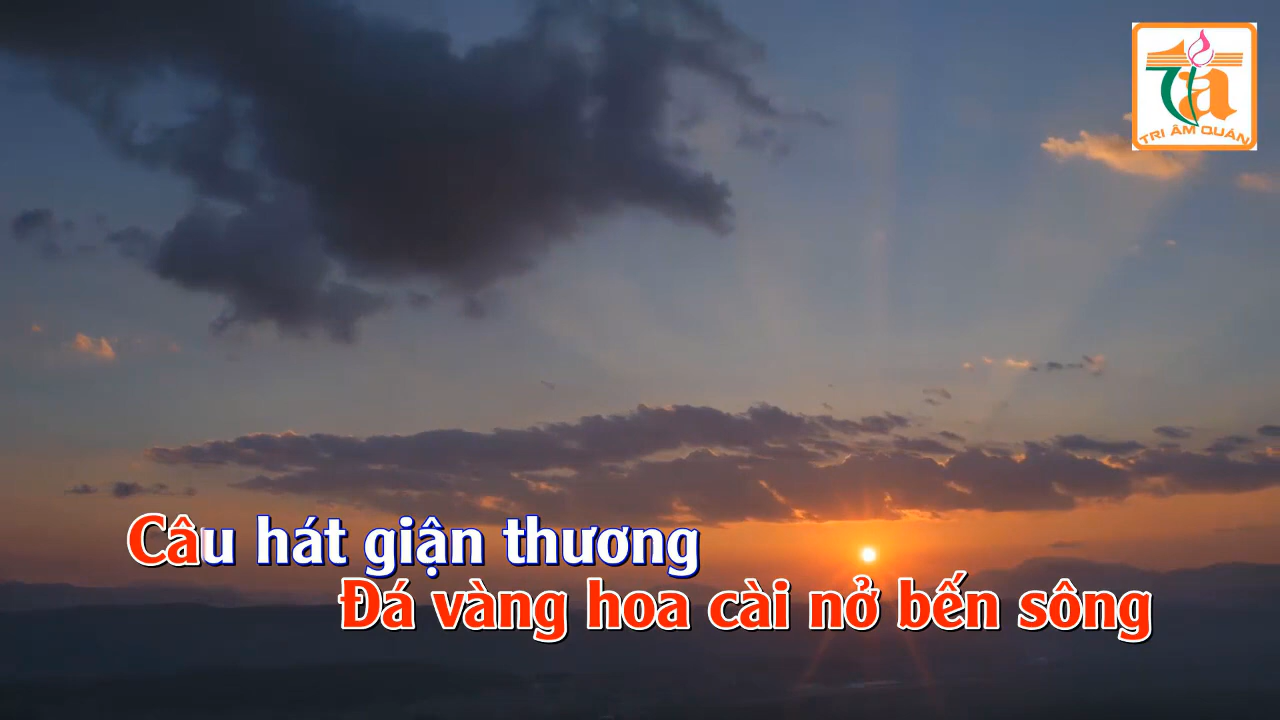 TRI ÂM QUÁN
Câu hát giận thương
Đá vàng hoa cài nở bến sông